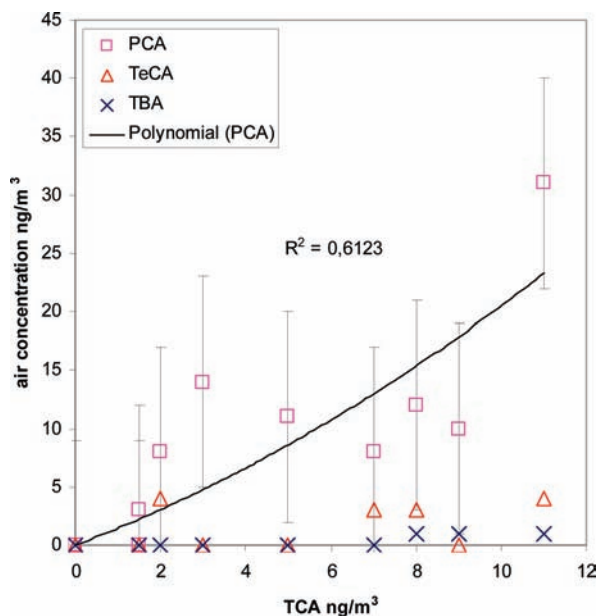 45
40
35
30
25
20
15
10
5
0
air concentration ng/m³
PCA
TeCA
TBA
Polynomial (PCA)
R² = 0,6123
0 2 4 6 8 10 12
TCA ng/m³